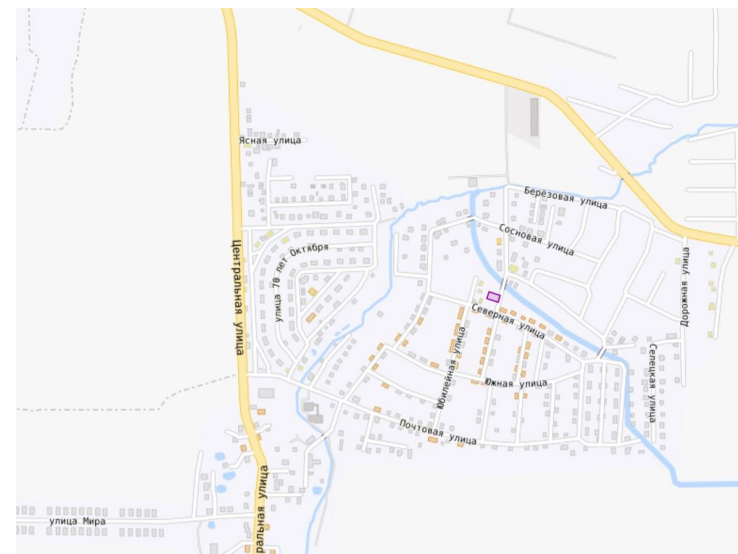 Ясная улица
Берёзовая улица
Сосновая улица
улица 70 лет Октября
Центральная улица
Дорожная улица
Северная улица
Юбилейная улица
Селецкая улица
Южная улица
Почтовая улица
ральная улица
улица Мира